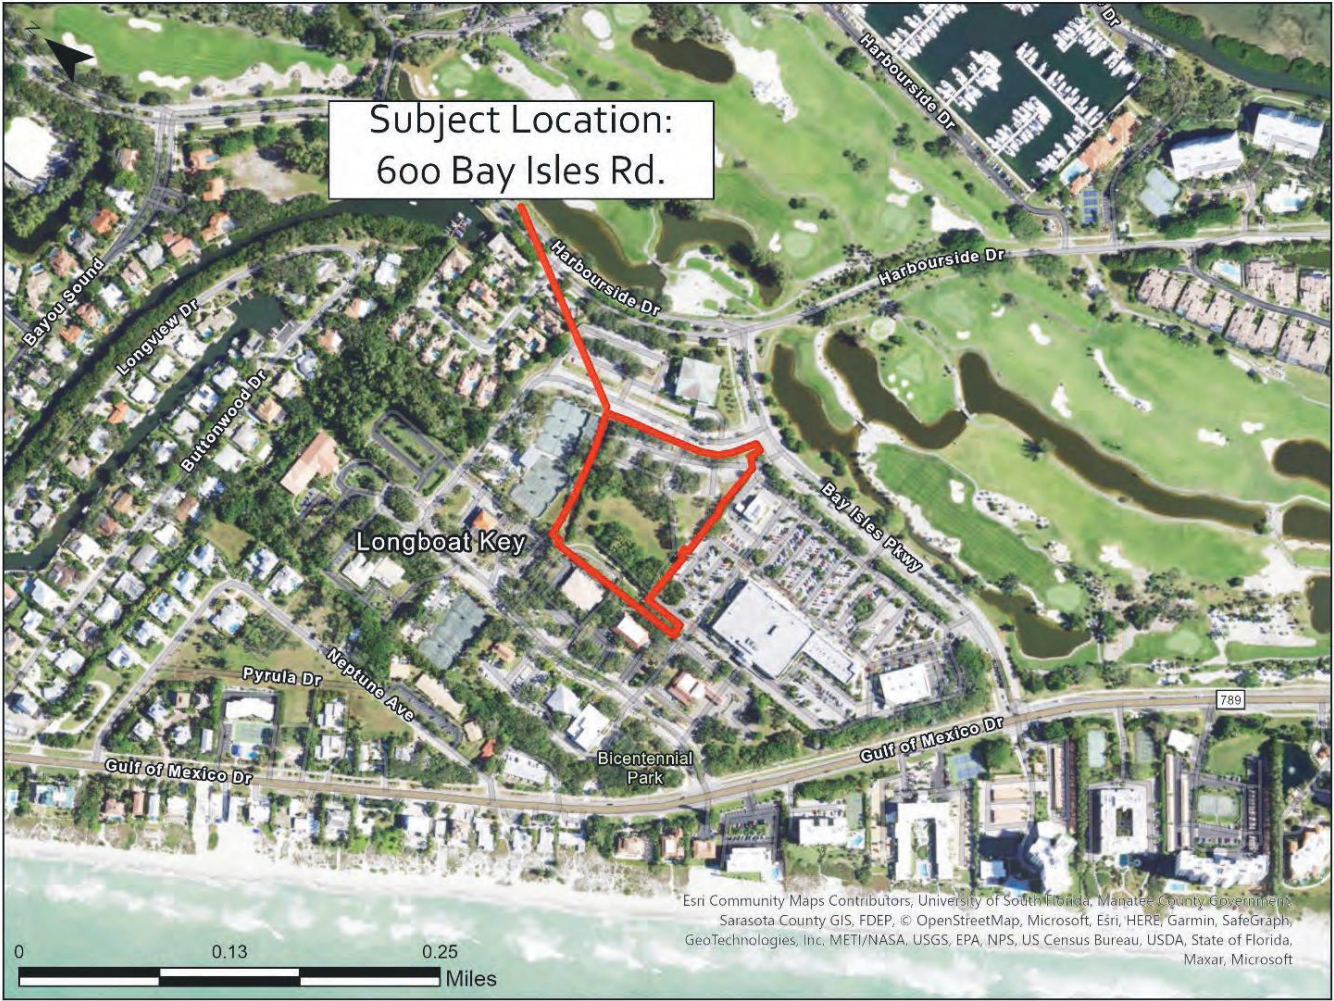 N
Dr
Harbourside Dr
Subject Location:
600 Bay Isles Rd.
Harbourside Dr
Harbourside Dr
Bayou Sound
Longview Dr
Buttonwood Dr
Bay Isles Pkwy
Longboat Key
Neptune Ave
Pyrula Dr
789
Gulf of Mexico Dr
Bicentennial
Park
Gulf of Mexico Dr
Esri Community Maps Contributors, University of South Florida, Manatee County Government,
Sarasota County GIS, FDEP, © OpenStreetMap, Microsoft, Esri, HERE, Garmin, SafeGraph,
GeoTechnologies, Inc, METI/NASA, USGS, EPA, NPS, US Census Bureau, USDA, State of Florida,
Maxar, Microsoft
0 0.13 0.25
Miles